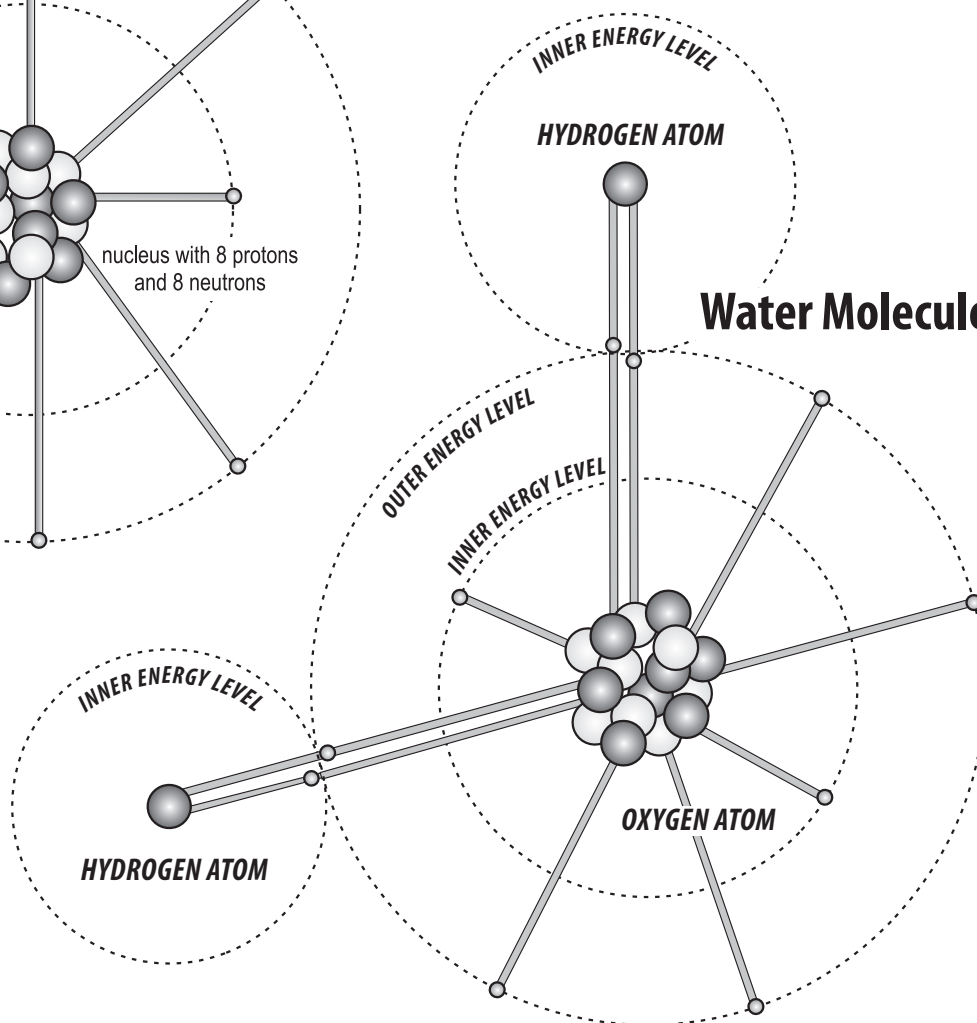 INNER ENERGY LEVEL
HYDROGEN ATOM
nucleus with 8 protons
and 8 neutrons
Water Molecule
OUTER ENERGY LEVEL
INNER ENERGY LEVEL
INNER ENERGY LEVEL
OXYGEN ATOM
HYDROGEN ATOM